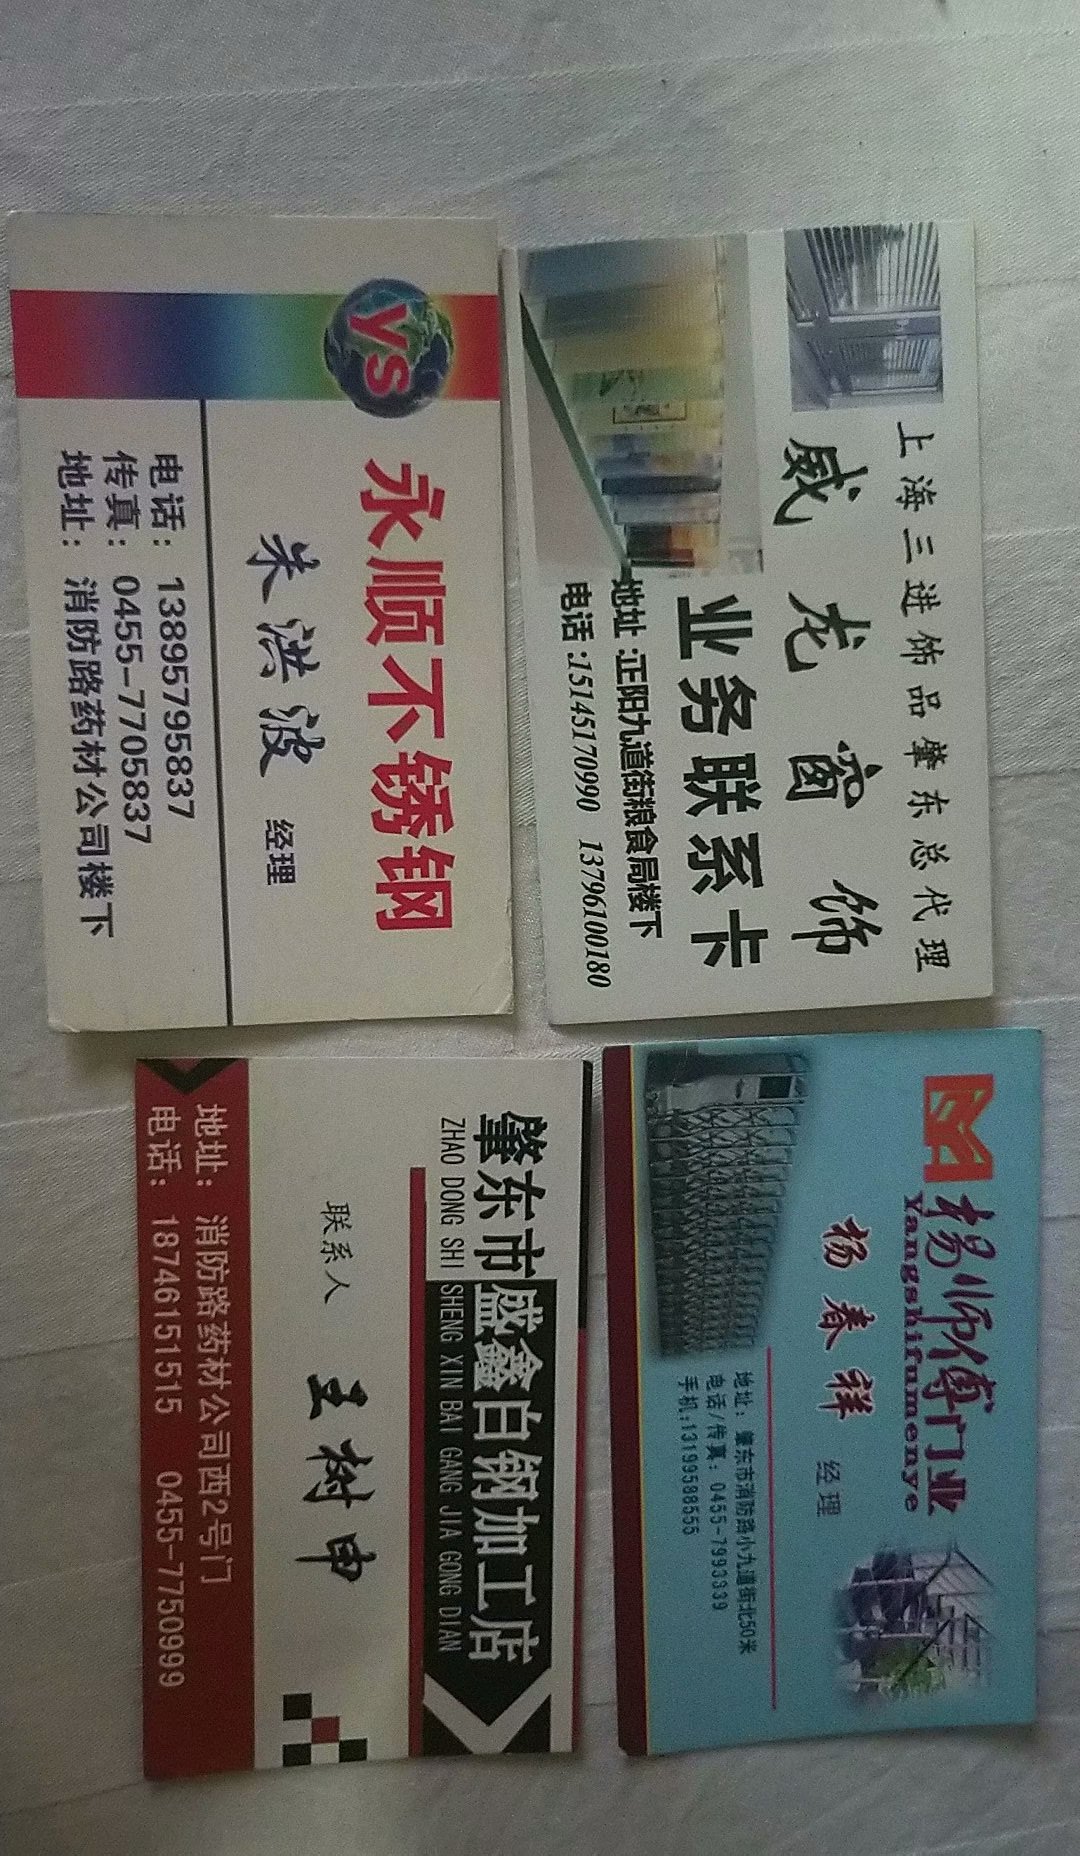 上海三进饰品肇东总代理
威龙窗饰
业务联系卡
地址:正阳九道街粮食局楼下
电话:15145170990 13796100180
ys
永顺不锈钢
朱洪波 经理
电话: 13895795837
传真: 0455-7705837
地址: 消防路药材公司楼下
杨师傅门业
Yangshifumenye
杨春祥 经理
地址: 肇东市消防路小九道街北50米
电话/传真: 0455-7993339
手机:13199588555
肇东市盛鑫白钢加工店
ZHAO DONG SHI SHENG XIN BAI GANG JIA GONG DIAN
联系人 王树申
地址: 消防路药材公司西2号门
电话: 18746151515 0455-7750999